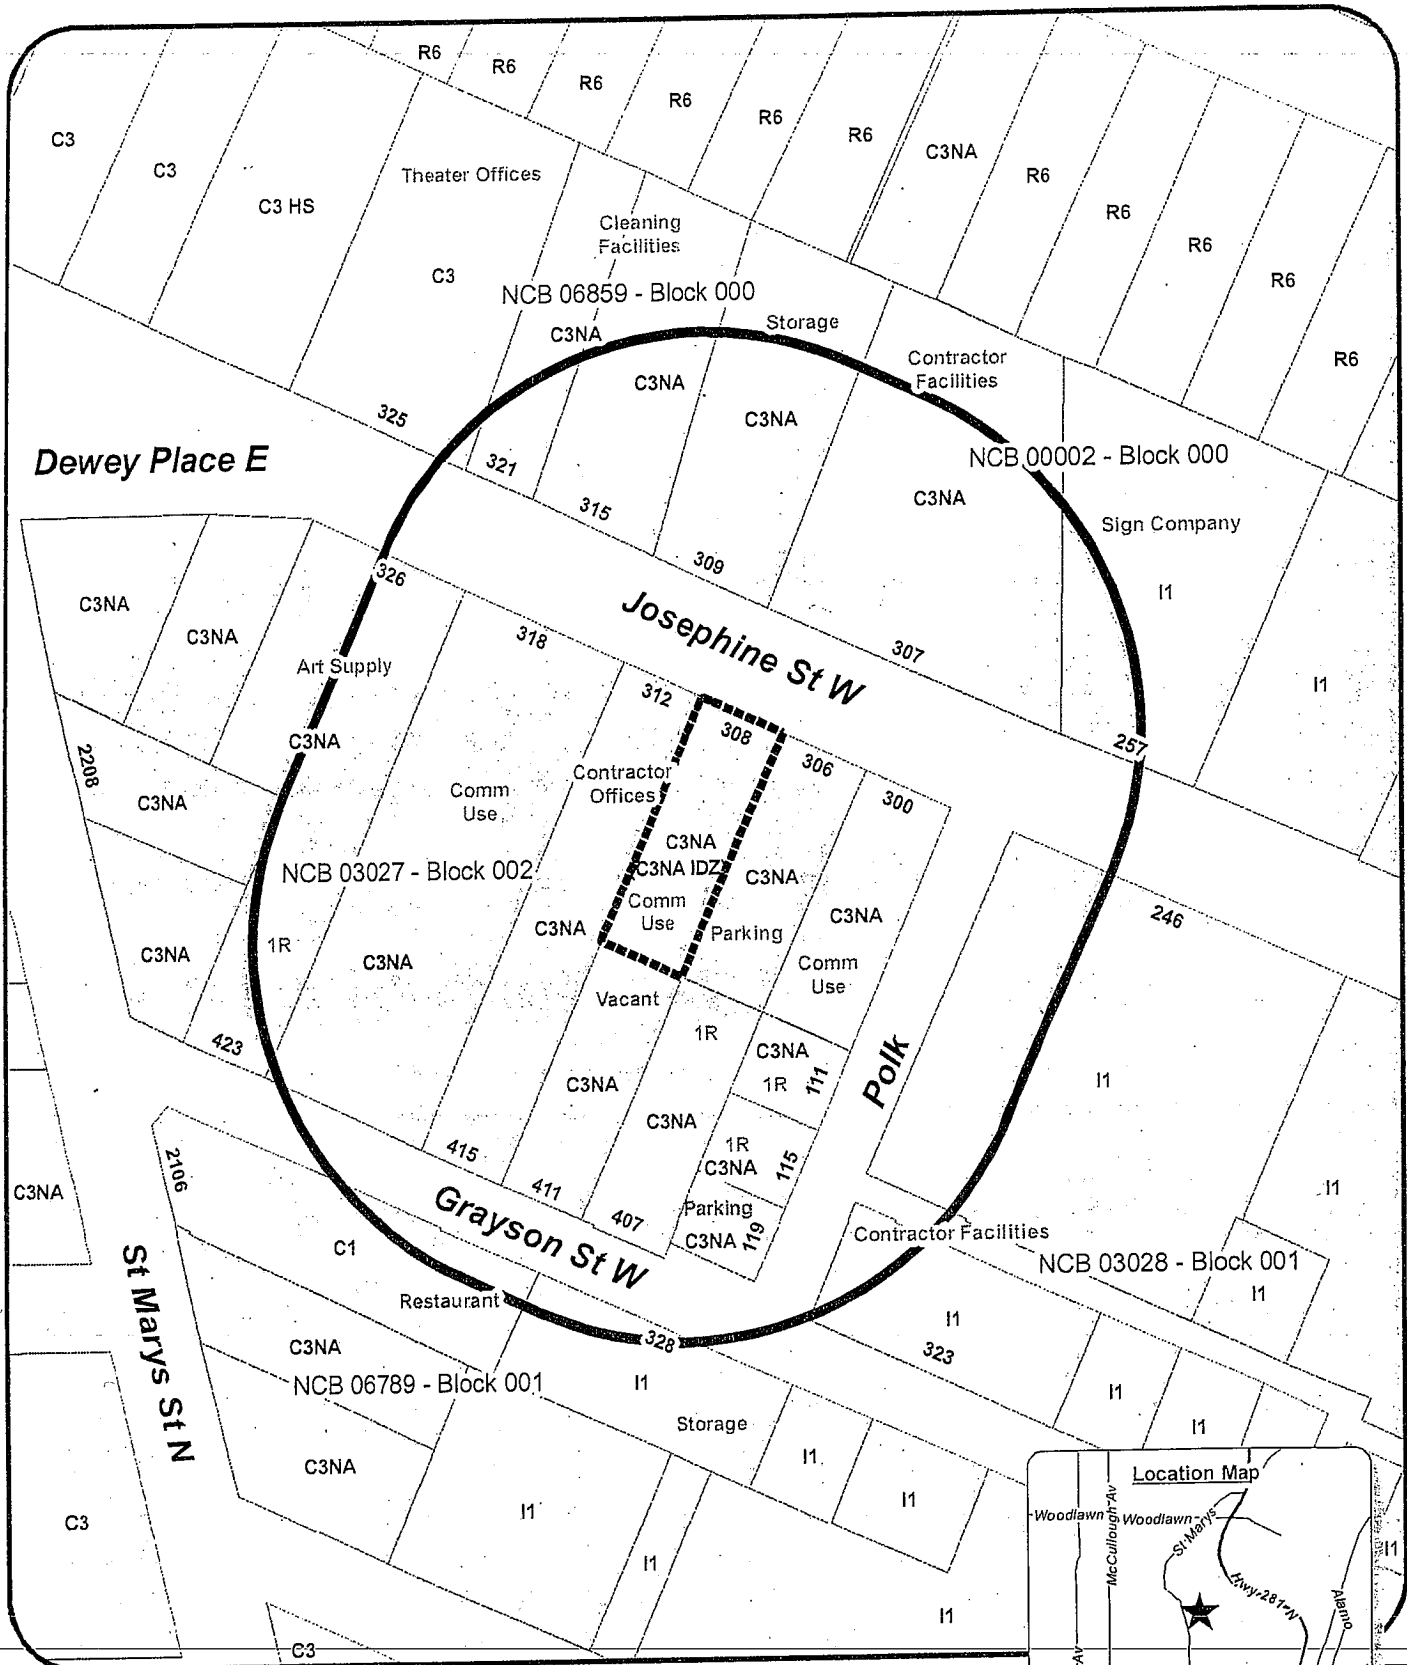 R6
R6
R6
R6
R6
R6
C3NA
R6
R6
R6
R6
R6
C3
C3
C3 HS
Theater Offices
C3
Cleaning
Facilities
NCB 06859 - Block 000
C3NA
Storage
Contractor
Facilities
C3NA
C3NA
325
321
315
309
307
Dewey Place E
NCB 00002 - Block 000
C3NA
Sign Company
I1
I1
257
Josephine St W
326
318
312
308
306
300
C3NA
C3NA
Art Supply
C3NA
2208
C3NA
Comm
Use
Contractor
Offices
C3NA
C3NA IDZ
Comm
Use
C3NA
Parking
C3NA
Comm
Use
NCB 03027 - Block 002
C3NA
1R
C3NA
C3NA
Vacant
1R
C3NA
1R
111
Polk
246
I1
I1
423
C3NA
C3NA
1R
C3NA
115
Parking
C3NA
119
415
411
407
Grayson St W
2106
C3NA
C1
Restaurant
328
Contractor Facilities
NCB 03028 - Block 001
I1
I1
323
St Marys St N
C3NA
NCB 06789 - Block 001
I1
Storage
I1
I1
C3NA
I1
I1
I1
C3
I1
I1
C3
I1
Location Map
Woodlawn
McCullough Av
Woodlawn
St Marys
Hwy 281 N
Alamo
Av